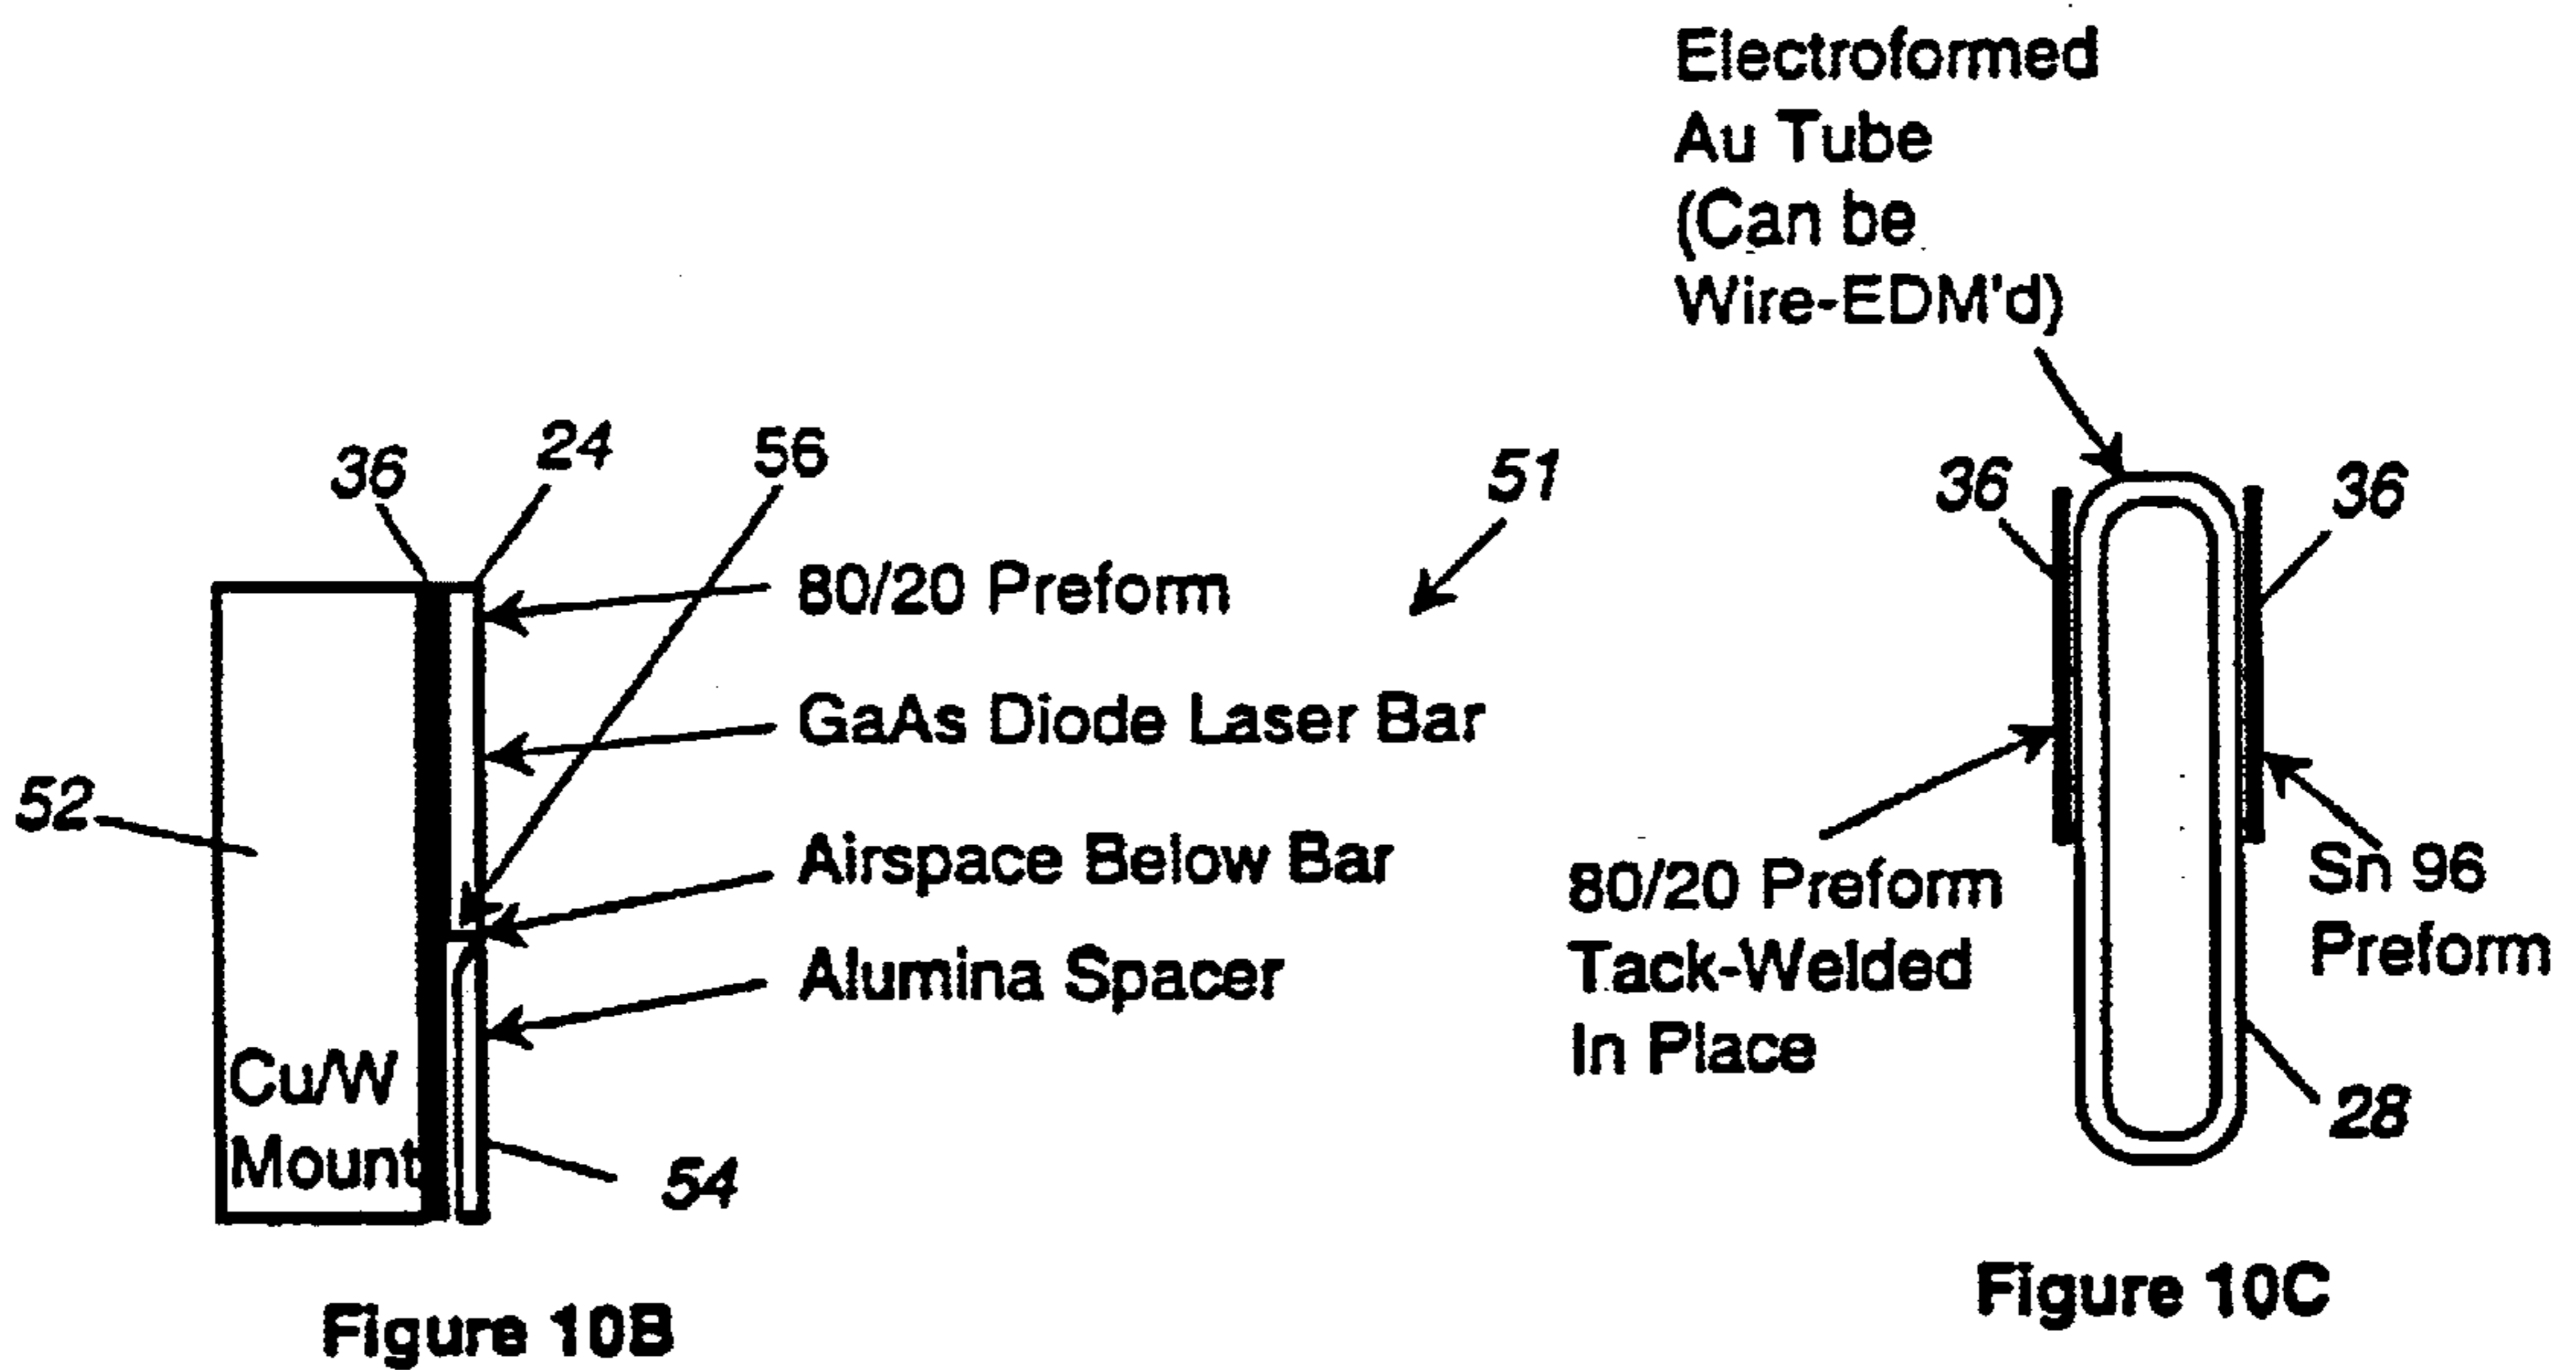 Electroformed
Au Tube
(Can be
Wire-EDM'd)
36
24
56
51
80/20 Preform
GaAs Diode Laser Bar
52
Airspace Below Bar
Alumina Spacer
Cu/W
Mount
54
Figure 10B
36
36
80/20 Preform
Tack-Welded
In Place
Sn 96
Preform
28
Figure 10C